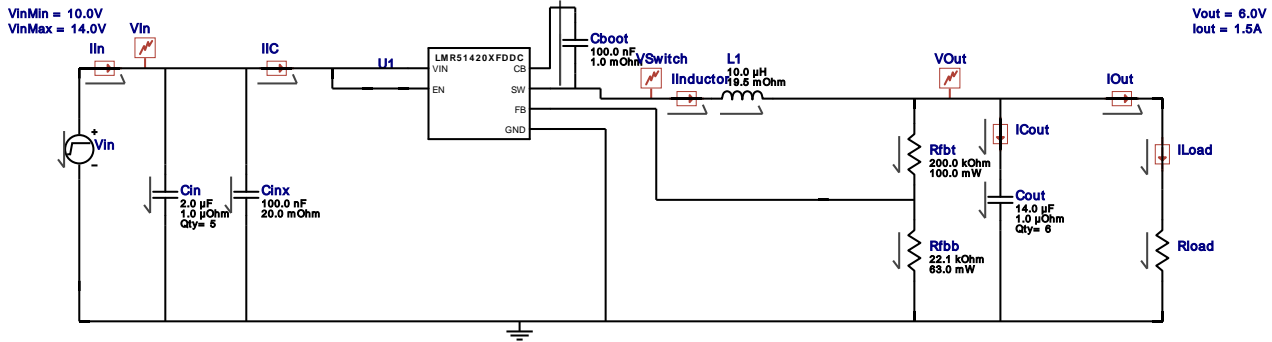 VinMin = 10.0V
VinMax = 14.0V
Vout = 6.0V
Iout = 1.5A
VIn
IIn
IIC
U1
LMR51420XFDDC
VIN
EN
CB
SW
FB
GND
Cboot
100.0 nF
1.0 mOhm
VSwitch
IInductor
L1
10.0 µH
19.5 mOhm
VOut
IOut
+
Vin
-
Cin
2.0 µF
1.0 µOhm
Qty= 5
Cinx
100.0 nF
20.0 mOhm
Rfbt
200.0 kOhm
100.0 mW
ICout
ILoad
Cout
14.0 µF
1.0 µOhm
Qty= 6
Rfbb
22.1 kOhm
63.0 mW
Rload